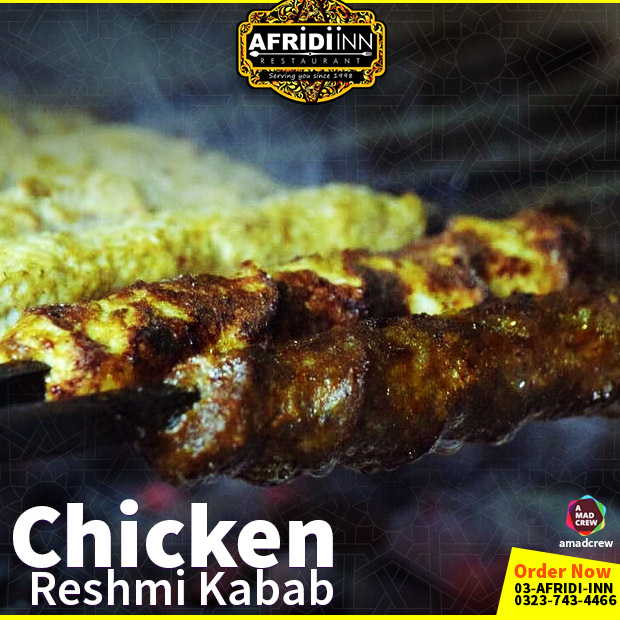 AFRIDI INN
RESTAURANT
Serving you since 1998
Chicken
Reshmi Kabab
A
MAD
CREW
amadcrew
Order Now
03-AFRIDI-INN
0323-743-4466